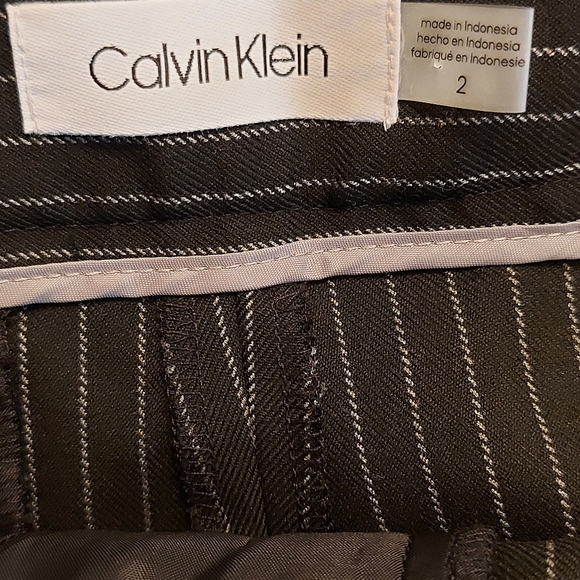 Calvin Klein
made in Indonesia
hecho en Indonesia
fabriqué en Indonesie
2